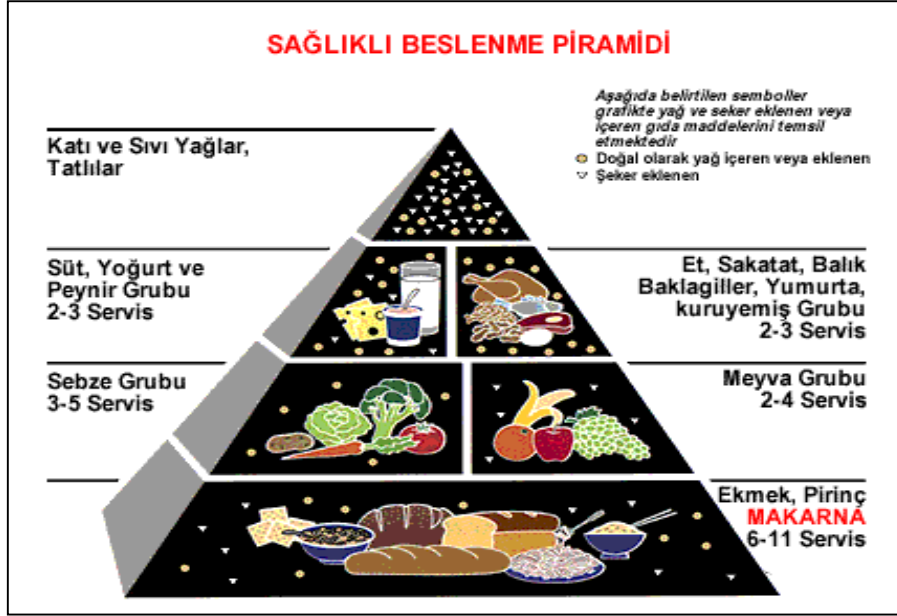 SAĞLIKLI BESLENME PİRAMİDİ
Aşağıda belirtilen semboller
grafikte yağ ve seker eklenen veya
içeren gıda maddelerini temsil
etmektedir
Doğal olarak yağ içeren veya eklenen
Şeker eklenen
Katı ve Sıvı Yağlar,
Tatlılar
Süt, Yoğurt ve
Peynir Grubu
2-3 Servis
Et, Sakatat, Balık
Baklagiller, Yumurta,
kuruyemiş Grubu
2-3 Servis
Sebze Grubu
3-5 Servis
Meyva Grubu
2-4 Servis
Ekmek, Pirinç
MAKARNA
6-11 Servis